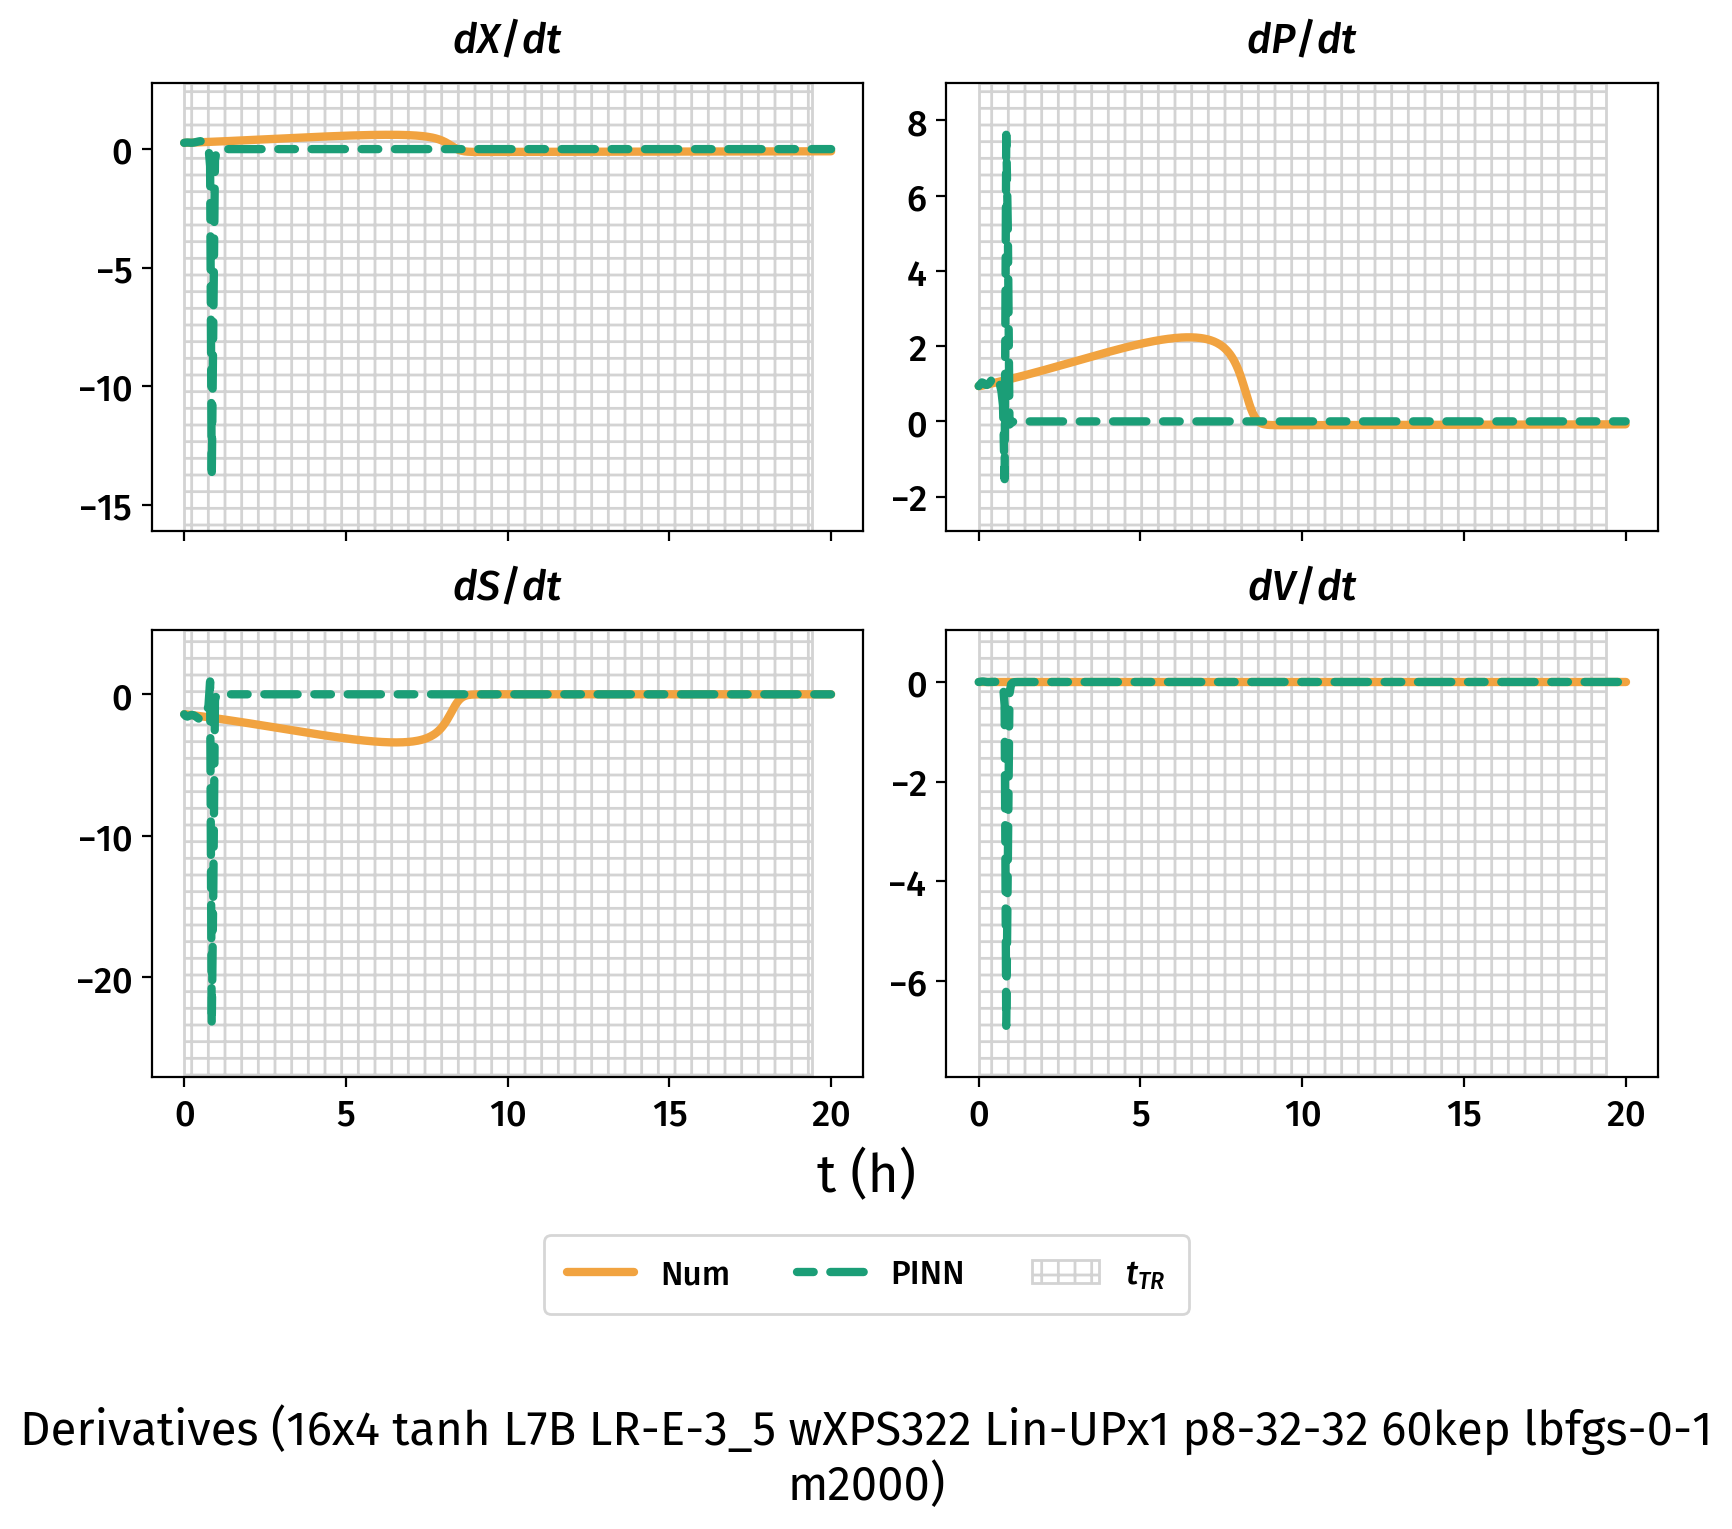 dX/dt
dP/dt
0
−5
−10
−15
8
6
4
2
0
−2
dS/dt
dV/dt
0
−10
−20
0
−2
−4
−6
0 5 10 15 20
0 5 10 15 20
t (h)
Num PINN t_TR
Derivatives (16x4 tanh L7B LR-E-3_5 wXPS322 Lin-UPx1 p8-32-32 60kep lbfgs-0-1
m2000)